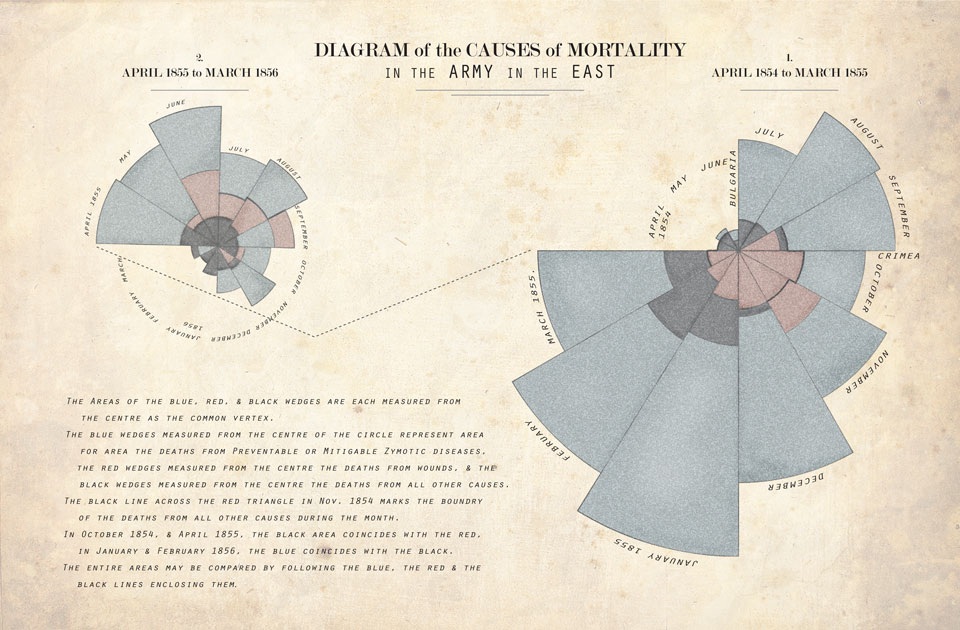 DIAGRAM of the CAUSES of MORTALITY
IN THE ARMY IN THE EAST
2.
APRIL 1855 to MARCH 1856
1.
APRIL 1854 to MARCH 1855
APRIL 1855
MAY
JUNE
JULY
AUGUST
SEPTEMBER
OCTOBER
NOVEMBER
DECEMBER
JANUARY
1856
FEBRUARY
MARCH
APRIL
1854
MAY
JUNE
BULGARIA
JULY
AUGUST
SEPTEMBER
CRIMEA
OCTOBER
NOVEMBER
DECEMBER
JANUARY 1855
FEBRUARY
MARCH 1855.
THE AREAS OF THE BLUE, RED, & BLACK WEDGES ARE EACH MEASURED FROM
THE CENTRE AS THE COMMON VERTEX.
THE BLUE WEDGES MEASURED FROM THE CENTRE OF THE CIRCLE REPRESENT AREA
FOR AREA THE DEATHS FROM PREVENTABLE OR MITIGABLE ZYMOTIC DISEASES,
THE RED WEDGES MEASURED FROM THE CENTRE THE DEATHS FROM WOUNDS, & THE
BLACK WEDGES MEASURED FROM THE CENTRE THE DEATHS FROM ALL OTHER CAUSES.
THE BLACK LINE ACROSS THE RED TRIANGLE IN NOV. 1854 MARKS THE BOUNDRY
OF THE DEATHS FROM ALL OTHER CAUSES DURING THE MONTH.
IN OCTOBER 1854, & APRIL 1855, THE BLACK AREA COINCIDES WITH THE RED,
IN JANUARY & FEBRUARY 1856, THE BLUE COINCIDES WITH THE BLACK.
THE ENTIRE AREAS MAY BE COMPARED BY FOLLOWING THE BLUE, THE RED & THE
BLACK LINES ENCLOSING THEM.